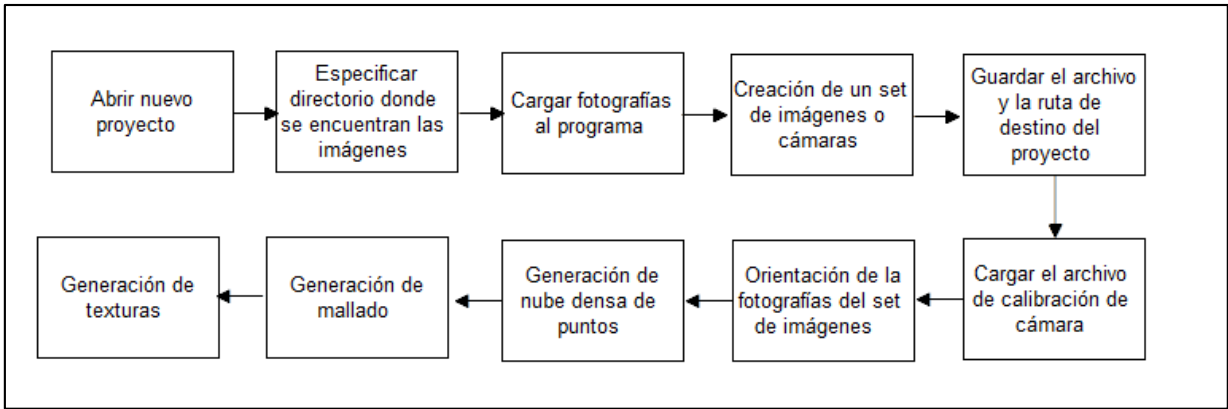 Abrir nuevo
proyecto
Especificar
directorio donde
se encuentran las
imágenes
Cargar fotografías
al programa
Creación de un set
de imágenes o
cámaras
Guardar el archivo
y la ruta de
destino del
proyecto
Cargar el archivo
de calibración de
cámara
Orientación de la
fotografías del set
de imágenes
Generación de
nube densa de
puntos
Generación de
mallado
Generación de
texturas